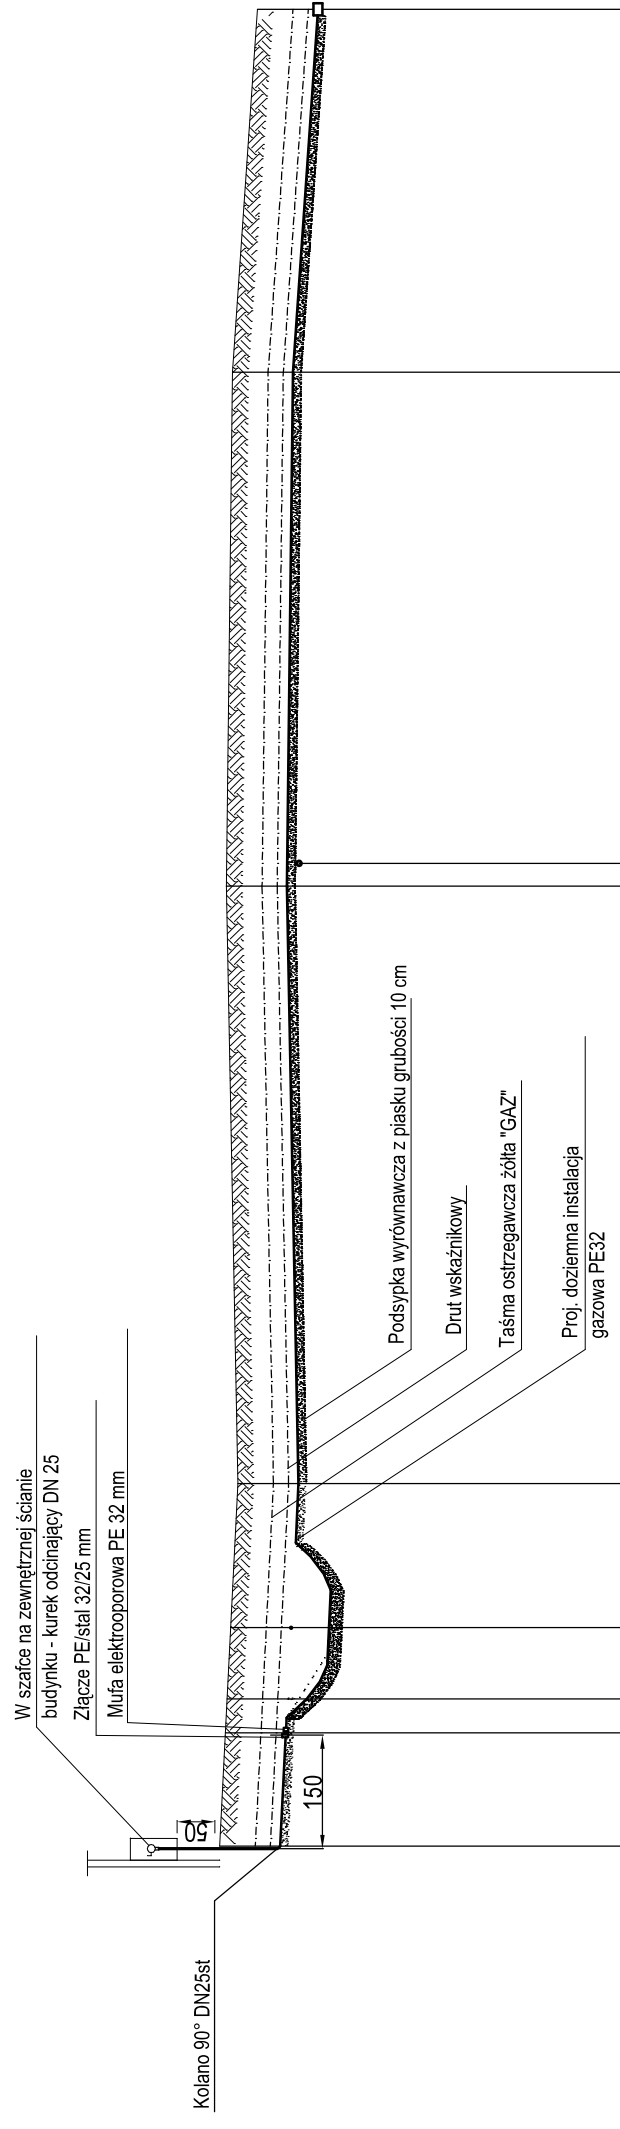 W szafce na zewnętrznej ścianie
budynku - kurek odcinający DN 25
Złącze PE/stal 32/25 mm
Mufa elektrooporowa PE 32 mm
50
150
Kolano 90° DN25st
Podsypka wyrównawcza z piasku grubości 10 cm
Drut wskaźnikowy
Taśma ostrzegawcza żółta "GAZ"
Proj. doziemna instalacja
gazowa PE32